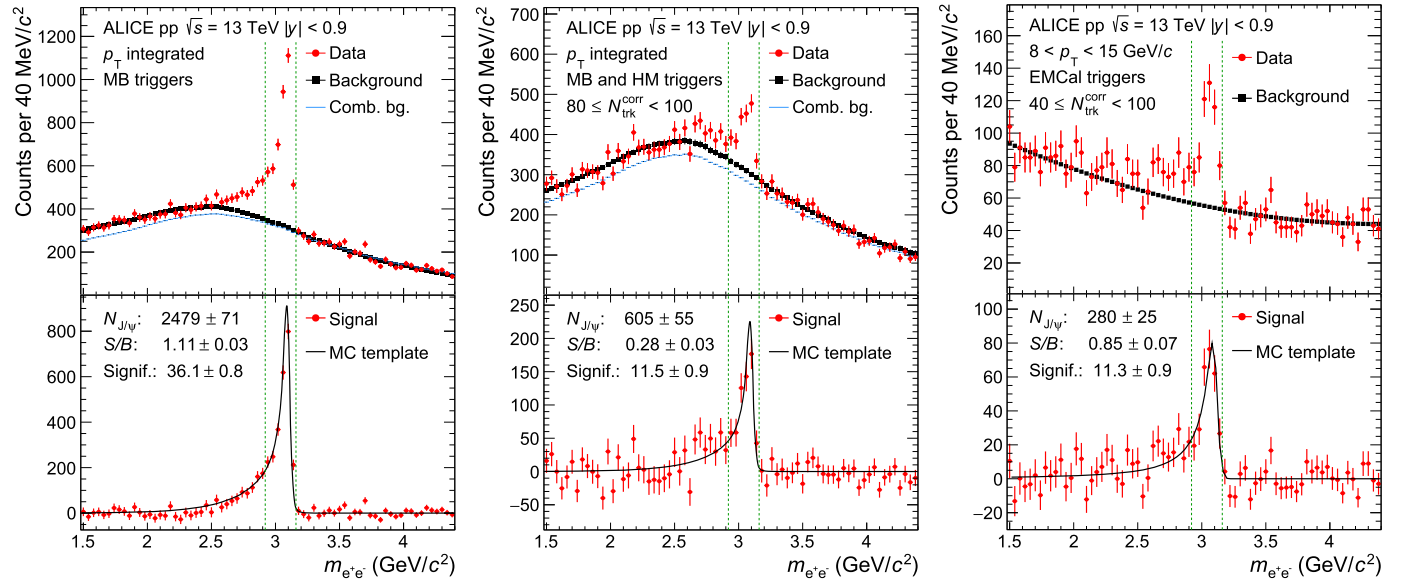 ALICE pp √s = 13 TeV |y| < 0.9
p_T integrated
MB triggers
Data
Background
Comb. bg.
Counts per 40 MeV/c²
1200
1000
800
600
400
200
N_J/ψ: 2479 ± 71
S/B: 1.11 ± 0.03
Signif.: 36.1 ± 0.8
Signal
MC template
800
600
400
200
0
1.5 2 2.5 3 3.5 4
m_e⁺e⁻ (GeV/c²)
ALICE pp √s = 13 TeV |y| < 0.9
p_T integrated
MB and HM triggers
80 ≤ N_trk^corr < 100
Data
Background
Comb. bg.
Counts per 40 MeV/c²
700
600
500
400
300
200
100
N_J/ψ: 605 ± 55
S/B: 0.28 ± 0.03
Signif.: 11.5 ± 0.9
Signal
MC template
250
200
150
100
50
0
−50
1.5 2 2.5 3 3.5 4
m_e⁺e⁻ (GeV/c²)
ALICE pp √s = 13 TeV |y| < 0.9
8 < p_T < 15 GeV/c
EMCal triggers
40 ≤ N_trk^corr < 100
Data
Background
Counts per 40 MeV/c²
160
140
120
100
80
60
40
20
N_J/ψ: 280 ± 25
S/B: 0.85 ± 0.07
Signif.: 11.3 ± 0.9
Signal
MC template
100
80
60
40
20
0
−20
1.5 2 2.5 3 3.5 4
m_e⁺e⁻ (GeV/c²)